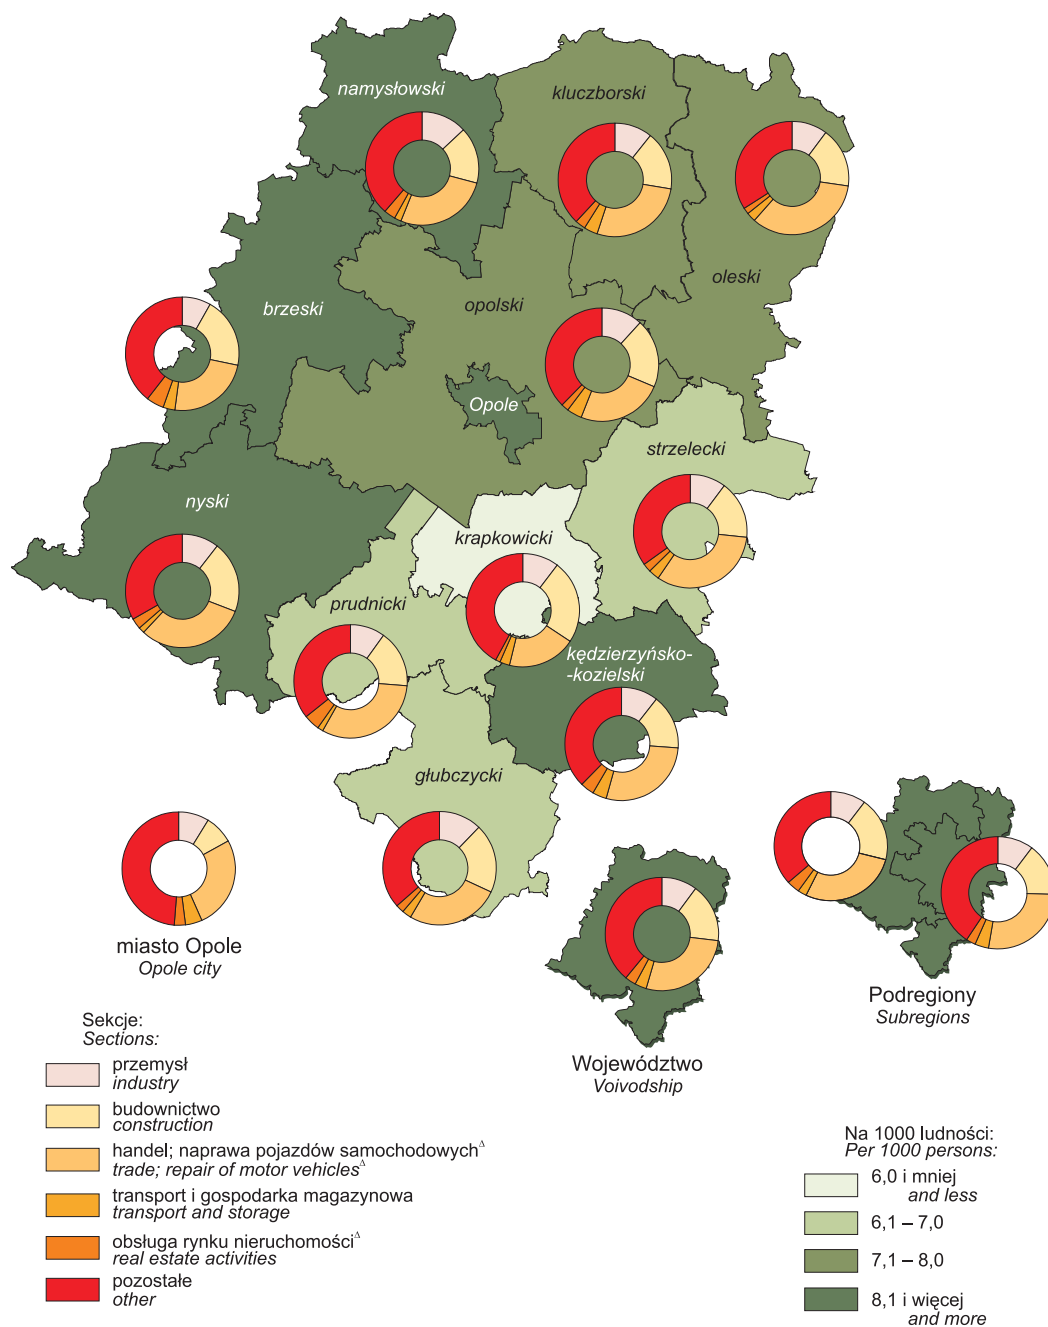 namysłowski
kluczborski
oleski
brzeski
opolski
Opole
strzelecki
nyski
krapkowicki
prudnicki
kędzierzyńsko-
-kozielski
głubczycki
miasto Opole
Opole city
Województwo
Voivodship
Podregiony
Subregions
Sekcje:
Sections:
przemysł
industry
budownictwo
construction
handel; naprawa pojazdów samochodowychᐃ
trade; repair of motor vehiclesᐃ
transport i gospodarka magazynowa
transport and storage
obsługa rynku nieruchomościᐃ
real estate activities
pozostałe
other
Na 1000 ludności:
Per 1000 persons:
6,0 i mniej
and less
6,1 – 7,0
7,1 – 8,0
8,1 i więcej
and more